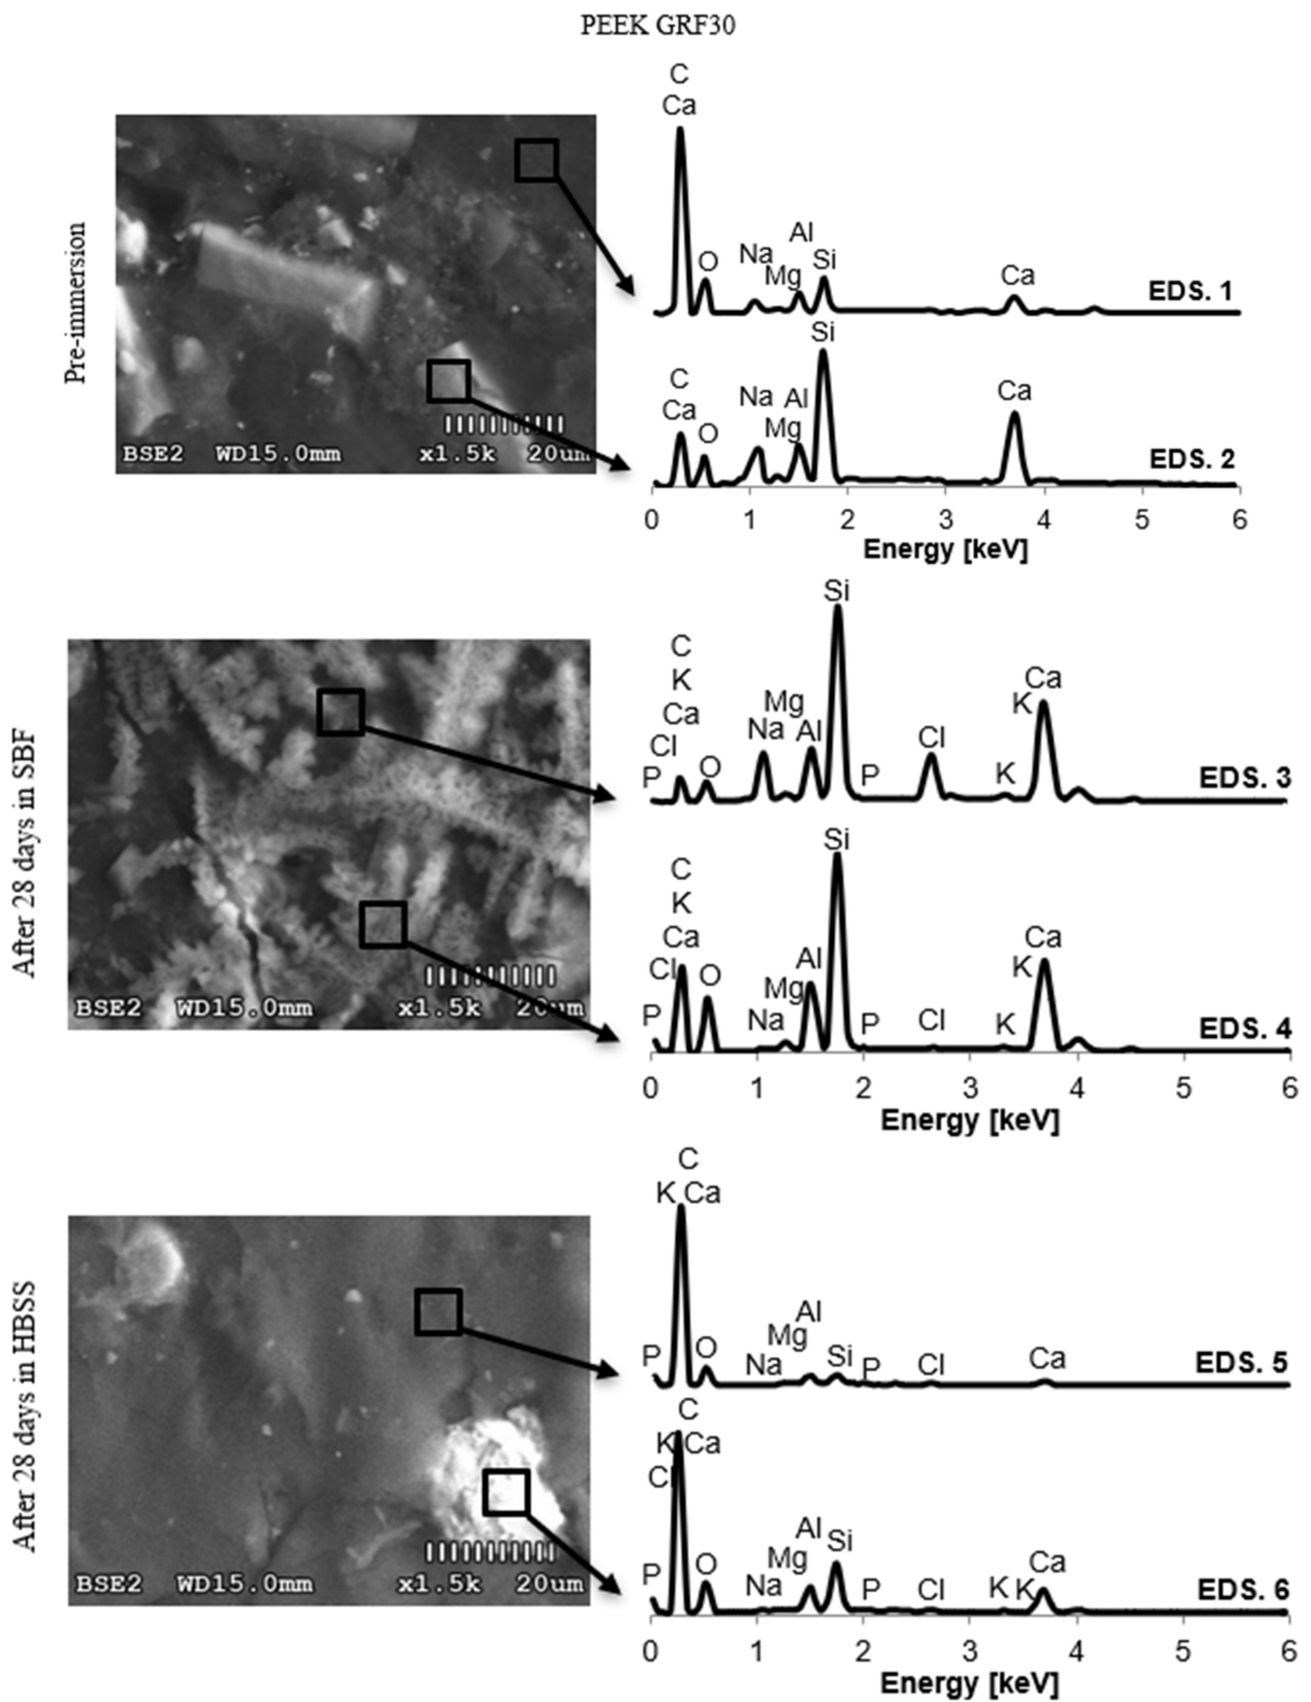 PEEK GRF30
Pre-immersion
BSE2 WD15.0mm x1.5k 20um
C
Ca
O
Na
Mg
Al
Si
Ca
EDS. 1
C
Ca
O
Na
Mg
Al
Si
Ca
EDS. 2
0 1 2 3 4 5 6
Energy [keV]
After 28 days in SBF
BSE2 WD15.0mm x1.5k 20um
C
K
Ca
Cl
P
O
Na
Mg
Al
Si
P
Cl
K
K
Ca
EDS. 3
C
K
Ca
Cl
P
O
Na
Mg
Al
Si
P
Cl
K
K
Ca
EDS. 4
0 1 2 3 4 5 6
Energy [keV]
After 28 days in HBSS
BSE2 WD15.0mm x1.5k 20um
C
K Ca
P
O
Na
Mg
Al
Si
P
Cl
Ca
EDS. 5
C
K Ca
Cl
P
O
Na
Mg
Al
Si
P
Cl
K
K
Ca
EDS. 6
0 1 2 3 4 5 6
Energy [keV]